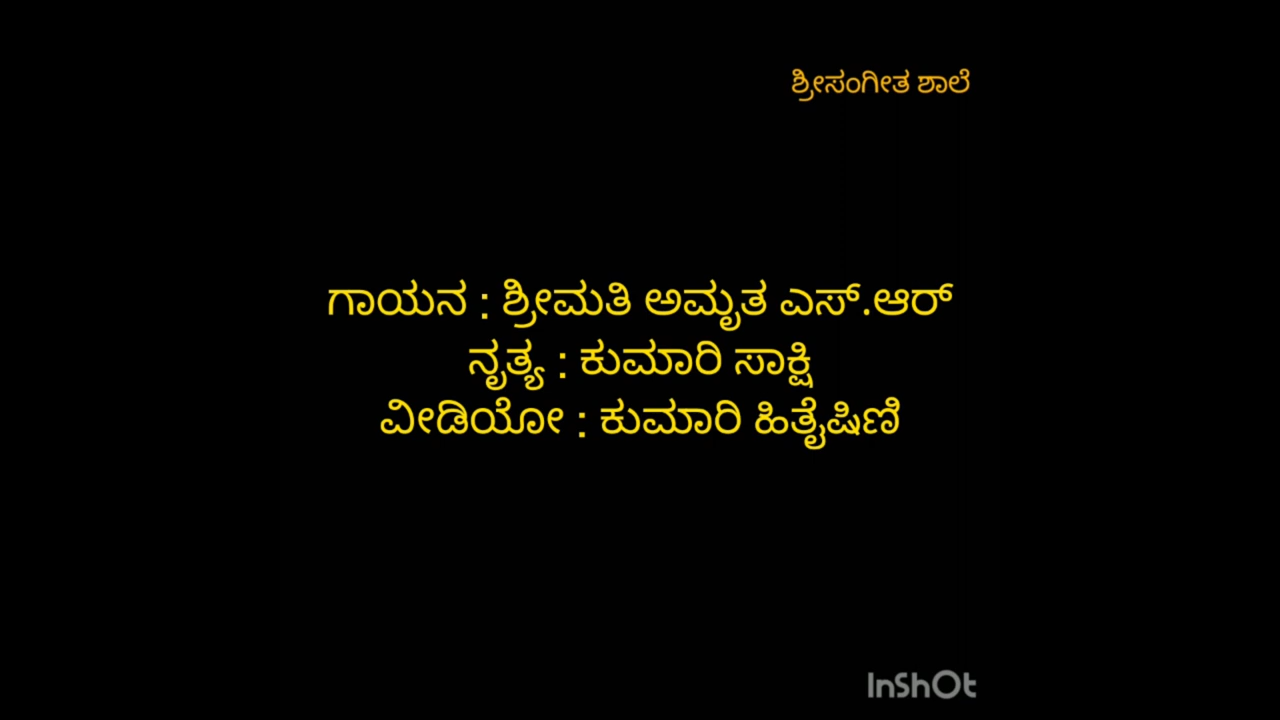 ಶ್ರೀಸಂಗೀತ ಶಾಲೆ
ಗಾಯನ : ಶ್ರೀಮತಿ ಅಮೃತ ಎಸ್.ಆರ್
ನೃತ್ಯ : ಕುಮಾರಿ ಸಾಕ್ಷಿ
ವೀಡಿಯೋ : ಕುಮಾರಿ ಹಿತೈಷಿಣಿ
InShOt